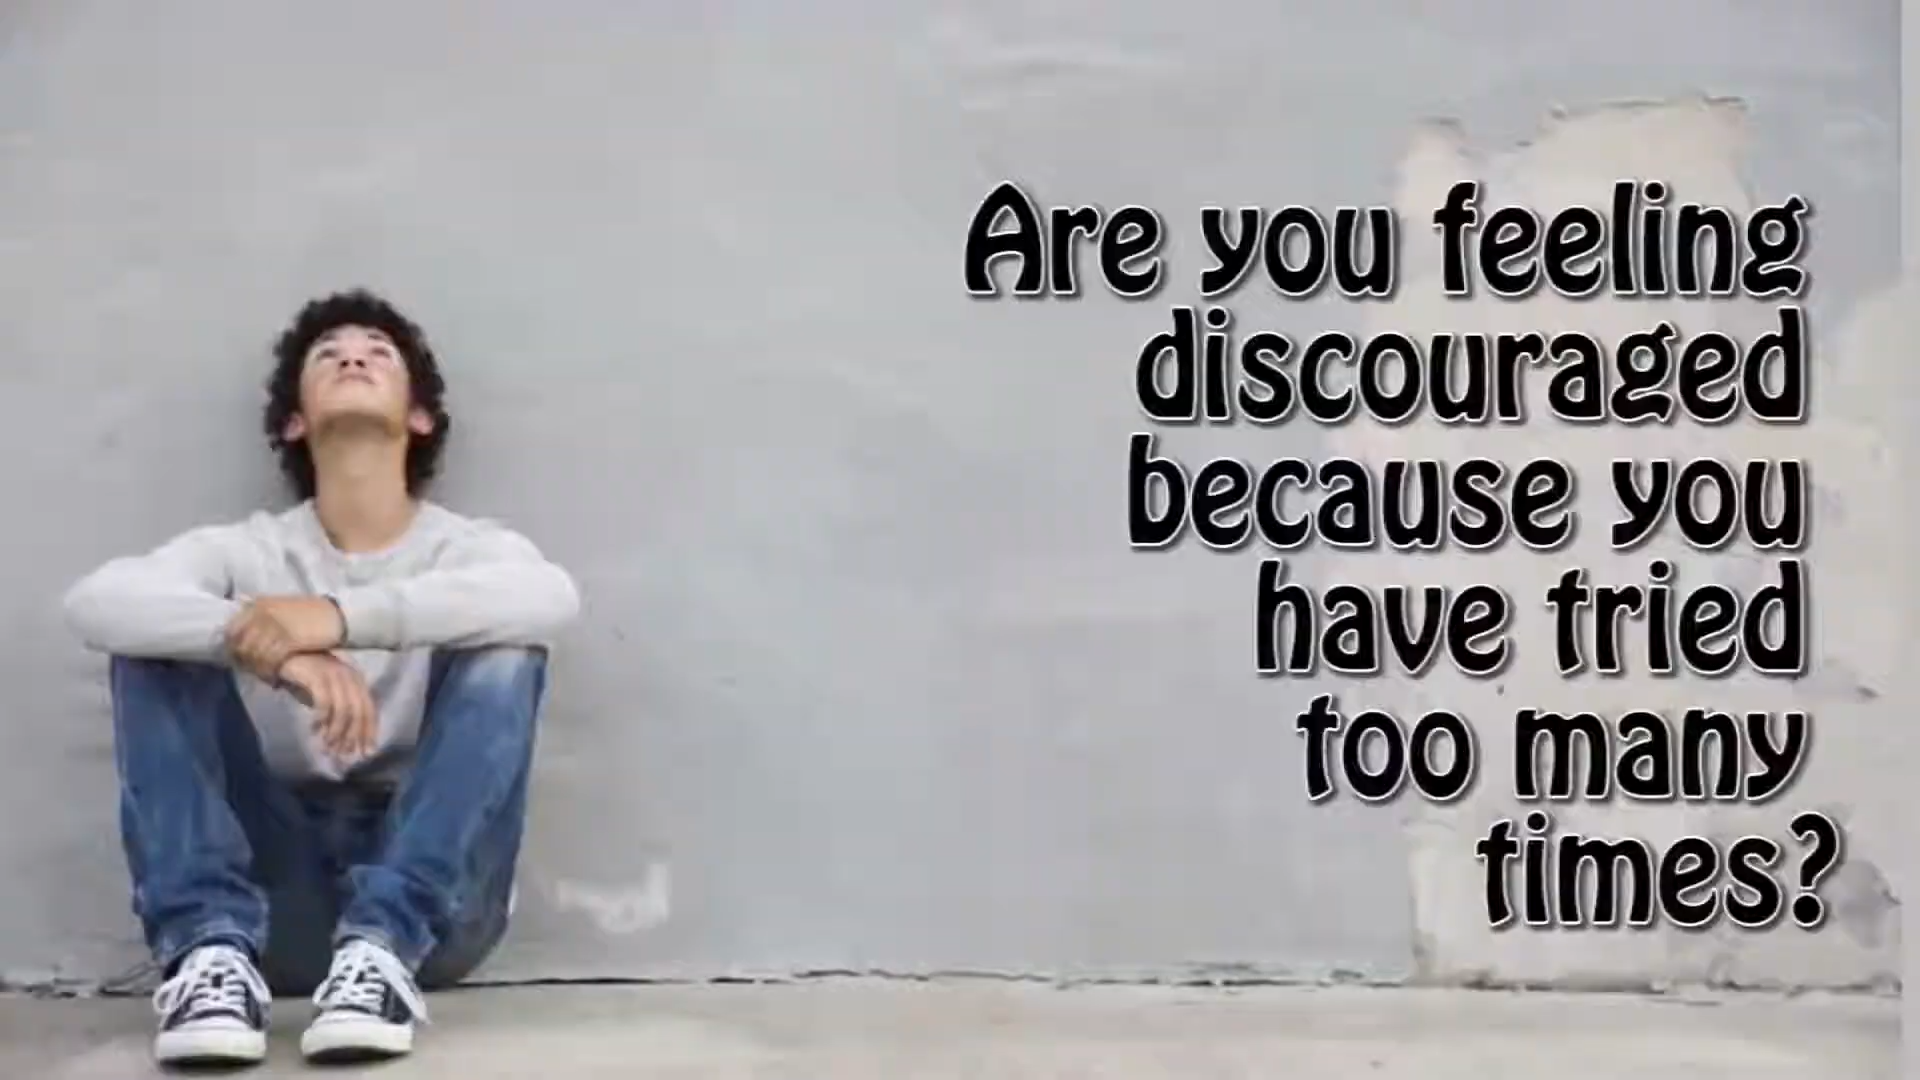 Are you feeling
discouraged
because you
have tried
too many
times?